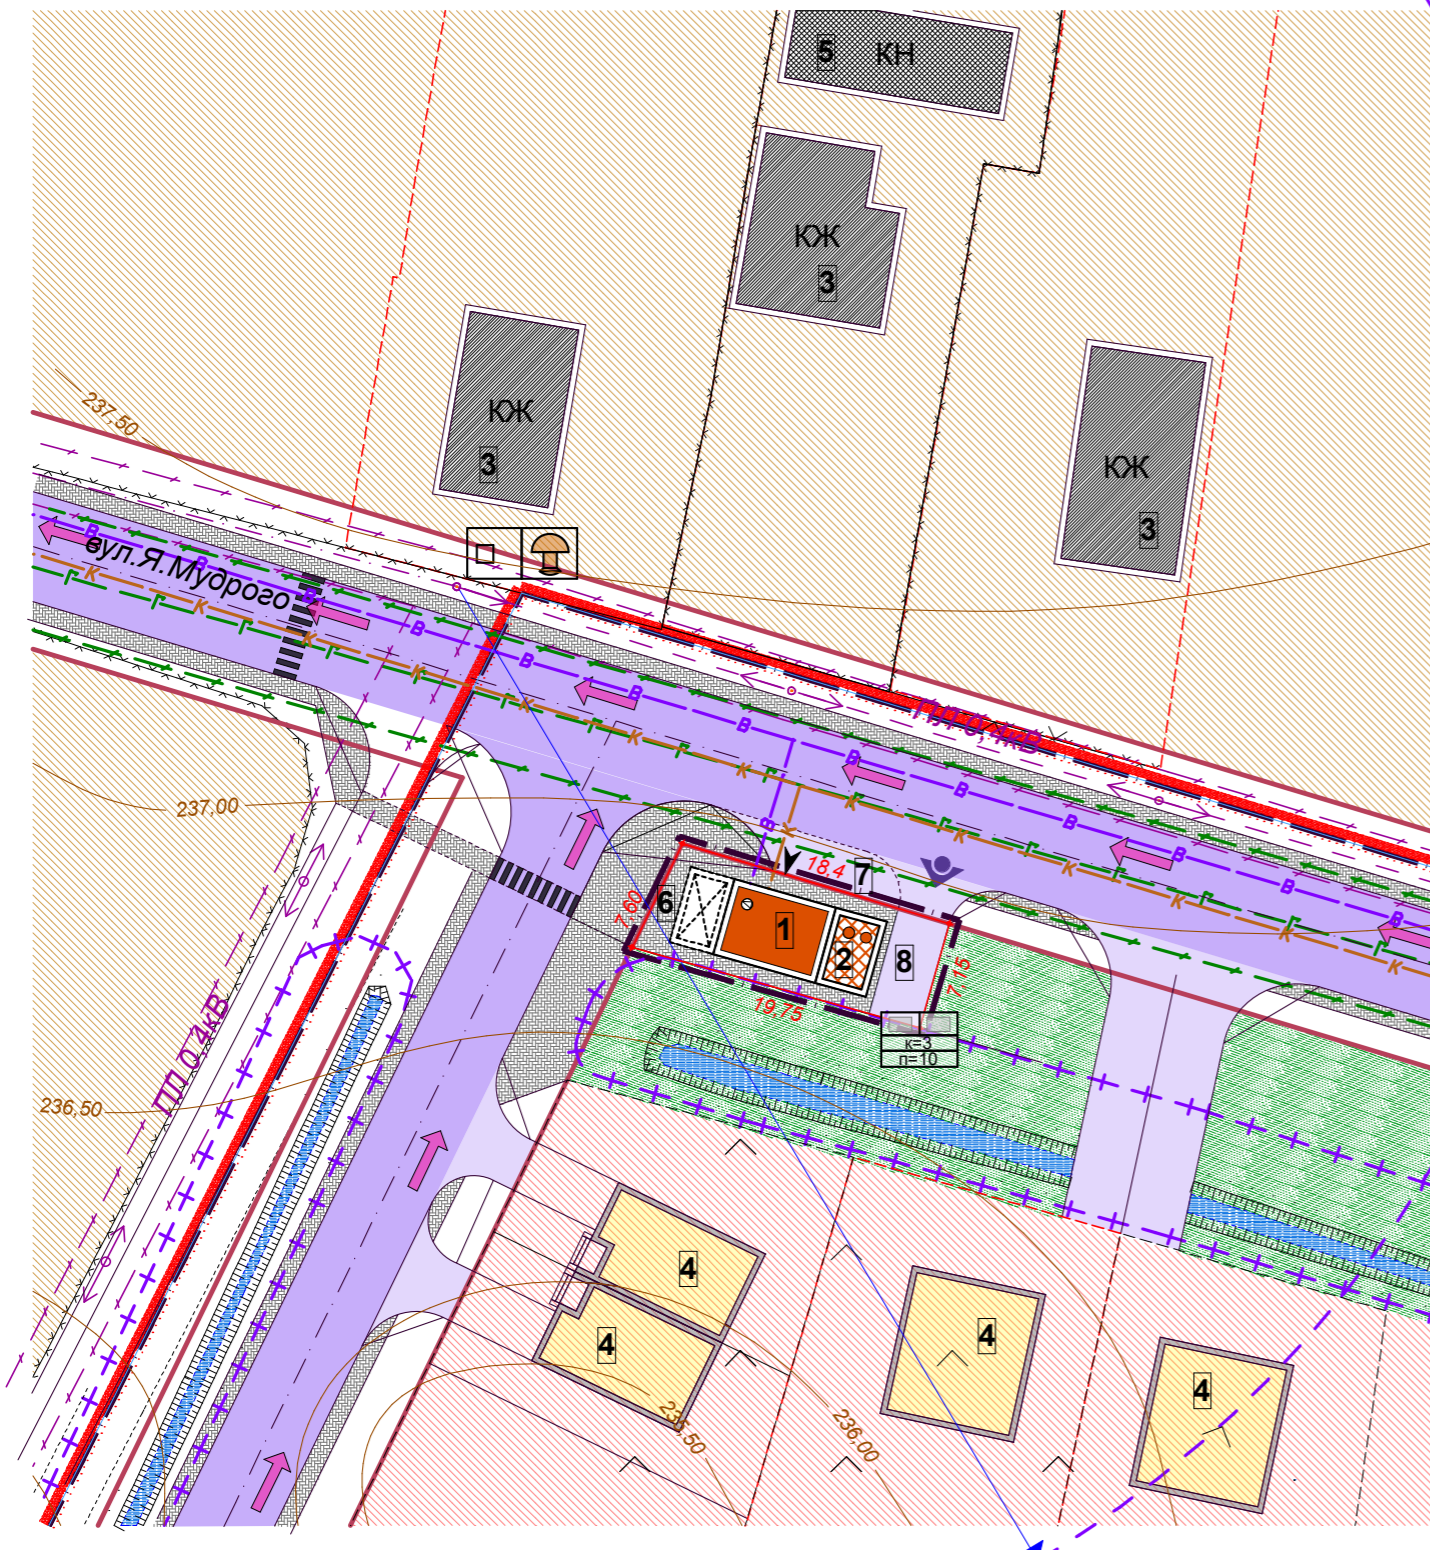 5 КН
КЖ
3
КЖ
3
КЖ
3
237,50
вул.Я.Мудрого
В В В В В В В В В
К К К К К К К К К
Г Г Г Г Г Г Г Г
ПЛ 0,4кВ
237,00
В К
18,4
7
7,60
6
1
2
8
7,15
19,75
к=3
п=10
ПЛ 0,4кВ
236,50
4
4
4
4
235,50
236,00